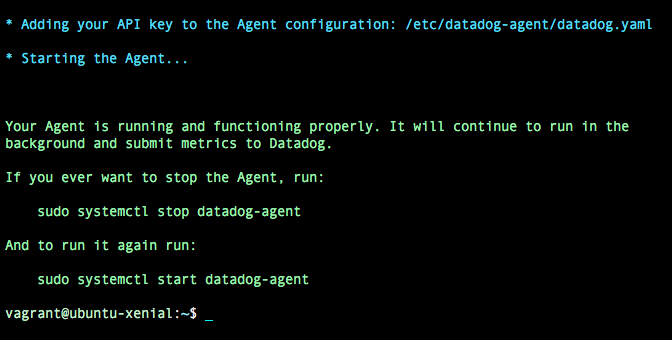 * Adding your API key to the Agent configuration: /etc/datadog-agent/datadog.yaml
* Starting the Agent...
Your Agent is running and functioning properly. It will continue to run in the
background and submit metrics to Datadog.
If you ever want to stop the Agent, run:
sudo systemctl stop datadog-agent
And to run it again run:
sudo systemctl start datadog-agent
vagrant@ubuntu-xenial:~$ _